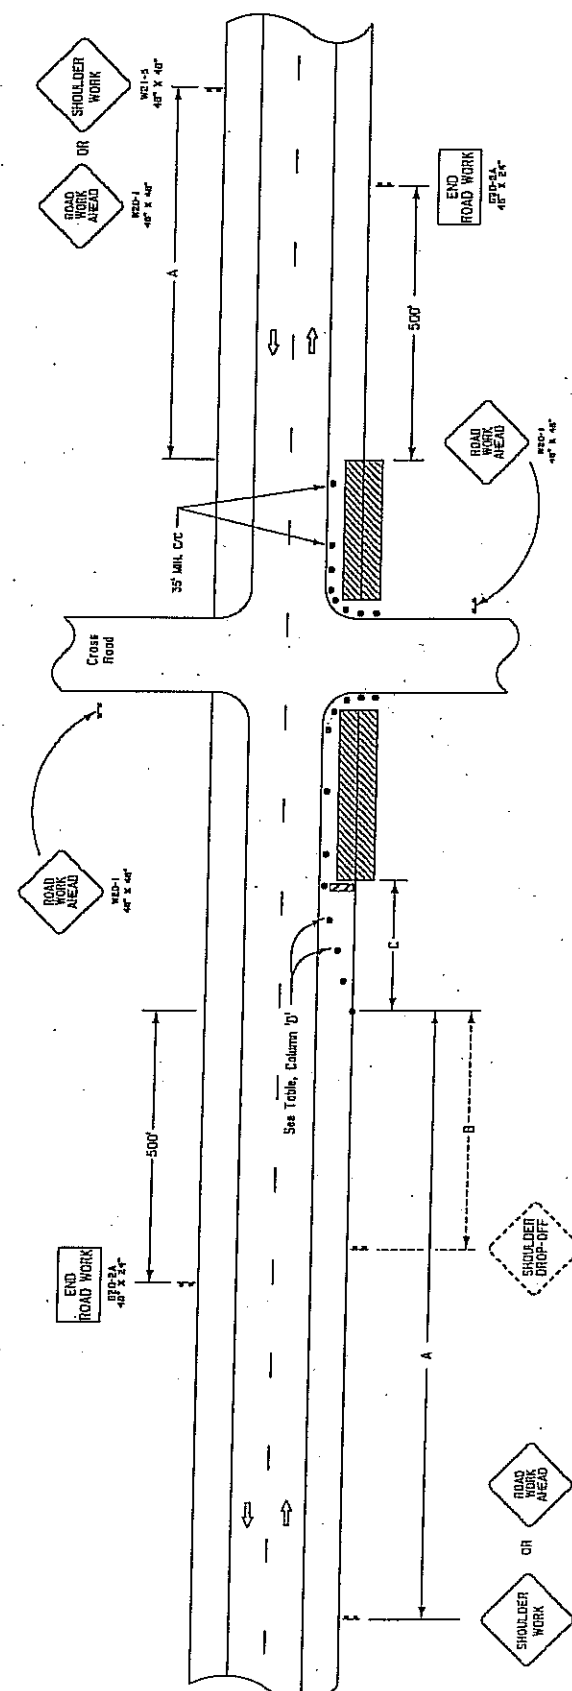 SHOULDER
WORK
W21-5
48" X 48"
OR
ROAD
WORK
AHEAD
W20-1
48" X 48"
A
END
ROAD WORK
G20-2A
48" X 24"
500'
ROAD
WORK
AHEAD
W20-1
48" X 48"
35' MIN. C/C
Cross
Road
ROAD
WORK
AHEAD
W20-1
48" X 48"
C
See Table, Column 'D'
500'
B
END
ROAD WORK
G20-2A
48" X 24"
SHOULDER
DROP-OFF
A
ROAD
WORK
AHEAD
OR
SHOULDER
WORK